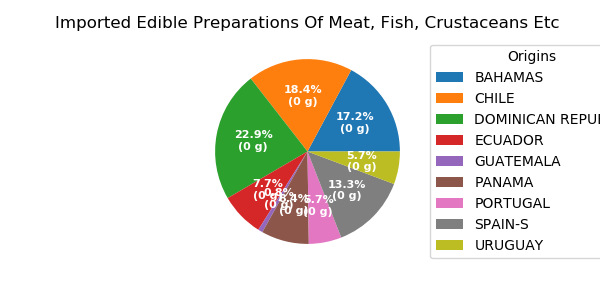 Imported Edible Preparations Of Meat, Fish, Crustaceans Etc
Origins
BAHAMAS
CHILE
DOMINICAN REPU
ECUADOR
GUATEMALA
PANAMA
PORTUGAL
SPAIN-S
URUGUAY
17.2%
(0 g)
18.4%
(0 g)
22.9%
(0 g)
7.7%
(0 g)
0.8%
(0 g)
8.4%
(0 g)
5.7%
(0 g)
13.3%
(0 g)
5.7%
(0 g)